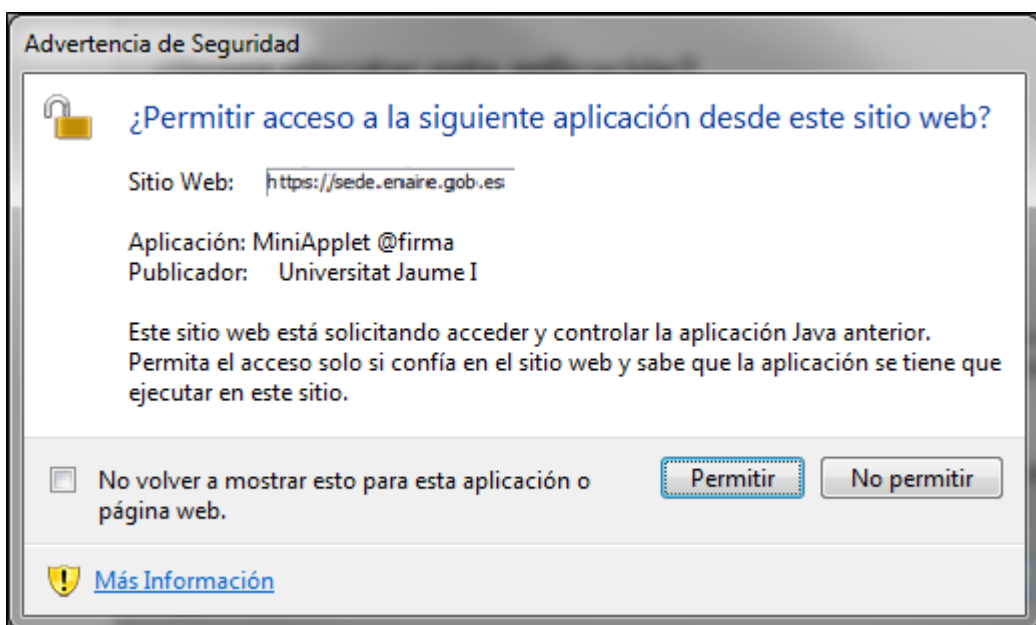 Advertencia de Seguridad
¿Permitir acceso a la siguiente aplicación desde este sitio web?
Sitio Web: https://sede.enaire.gob.es
Aplicación: MiniApplet @firma
Publicador: Universitat Jaume I
Este sitio web está solicitando acceder y controlar la aplicación Java anterior.
Permita el acceso solo si confía en el sitio web y sabe que la aplicación se tiene que
ejecutar en este sitio.
No volver a mostrar esto para esta aplicación o
página web.
Permitir
No permitir
Más Información